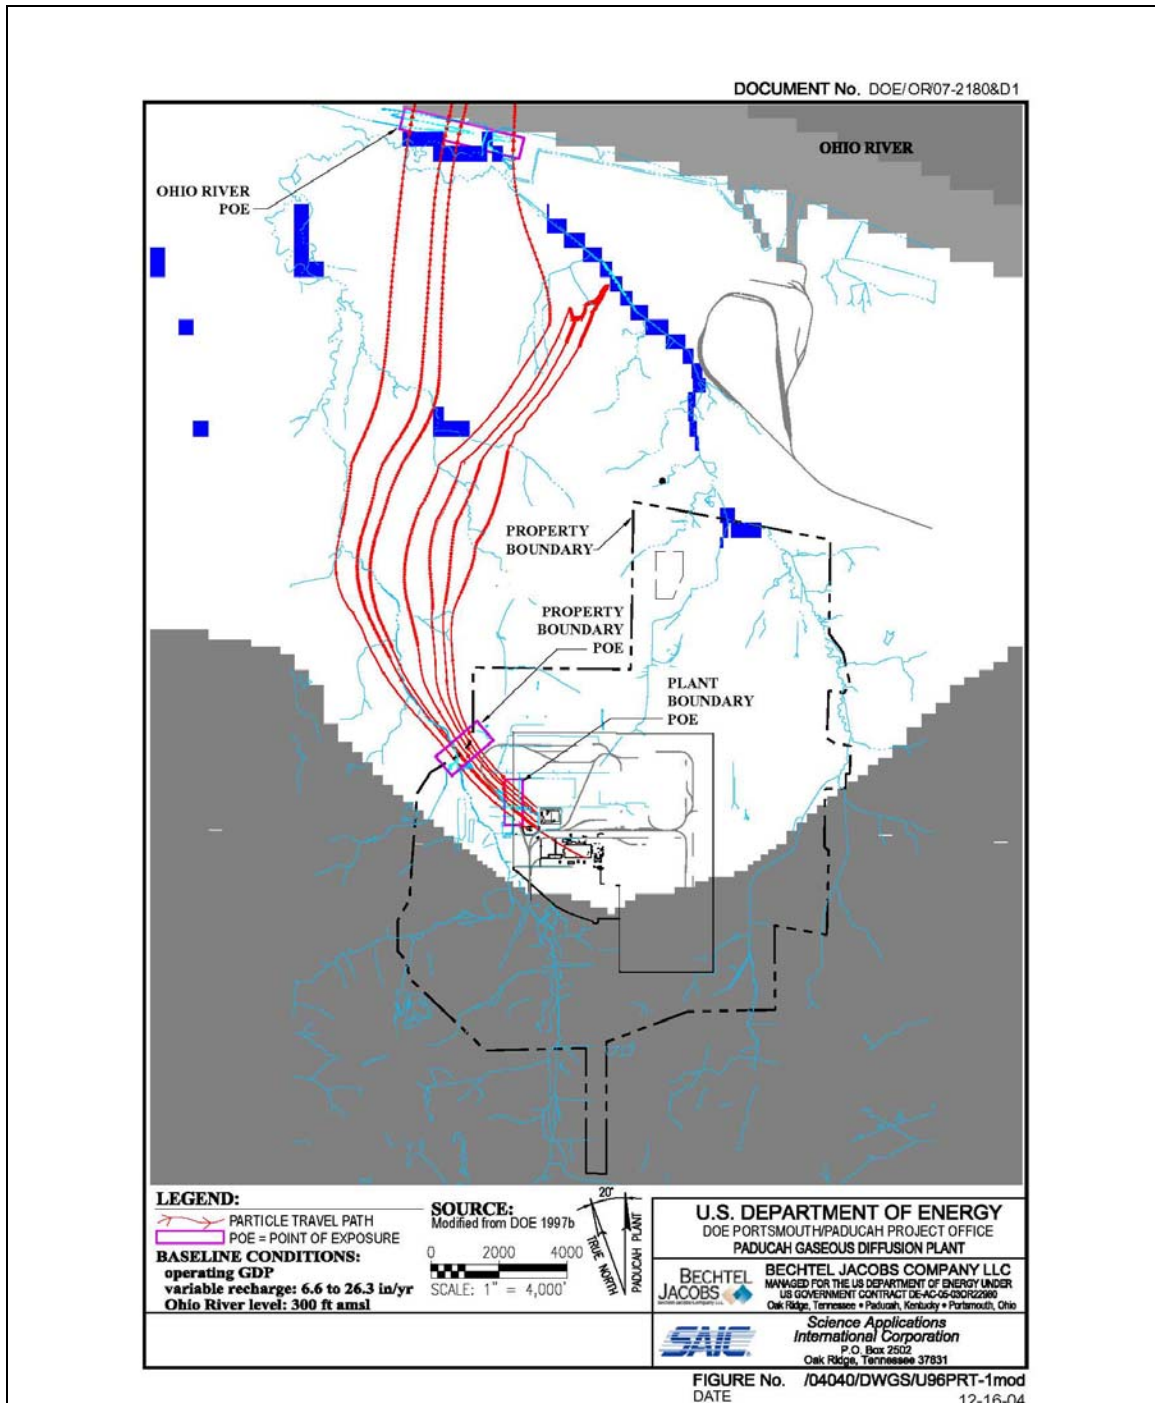 DOCUMENT No. DOE/OR/07-2180&D1
OHIO RIVER
OHIO RIVER
POE
PROPERTY
BOUNDARY
PROPERTY
BOUNDARY
POE
PLANT
BOUNDARY
POE
LEGEND:
PARTICLE TRAVEL PATH
POE = POINT OF EXPOSURE
BASELINE CONDITIONS:
operating GDP
variable recharge: 6.6 to 26.3 in/yr
Ohio River level: 300 ft amsl
SOURCE:
Modified from DOE 1997b
0 2000 4000
SCALE: 1" = 4,000'
20°
TRUE NORTH
PADUCAH PLANT
U.S. DEPARTMENT OF ENERGY
DOE PORTSMOUTH/PADUCAH PROJECT OFFICE
PADUCAH GASEOUS DIFFUSION PLANT
BECHTEL
JACOBS
BECHTEL JACOBS COMPANY LLC
MANAGED FOR THE US DEPARTMENT OF ENERGY UNDER
US GOVERNMENT CONTRACT DE-AC-05-03OR22980
Oak Ridge, Tennessee • Paducah, Kentucky • Portsmouth, Ohio
SAIC
Science Applications
International Corporation
P.O. Box 2502
Oak Ridge, Tennessee 37831
FIGURE No. /04040/DWGS/U96PRT-1mod
DATE 12-16-04